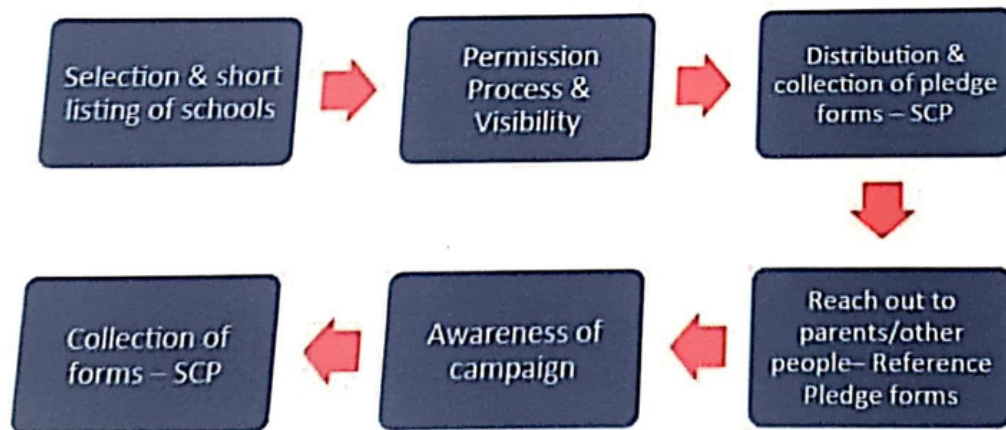 Selection & short
listing of schools
Permission
Process &
Visibility
Distribution &
collection of pledge
forms – SCP
Reach out to
parents/other
people– Reference
Pledge forms
Awareness of
campaign
Collection of
forms – SCP